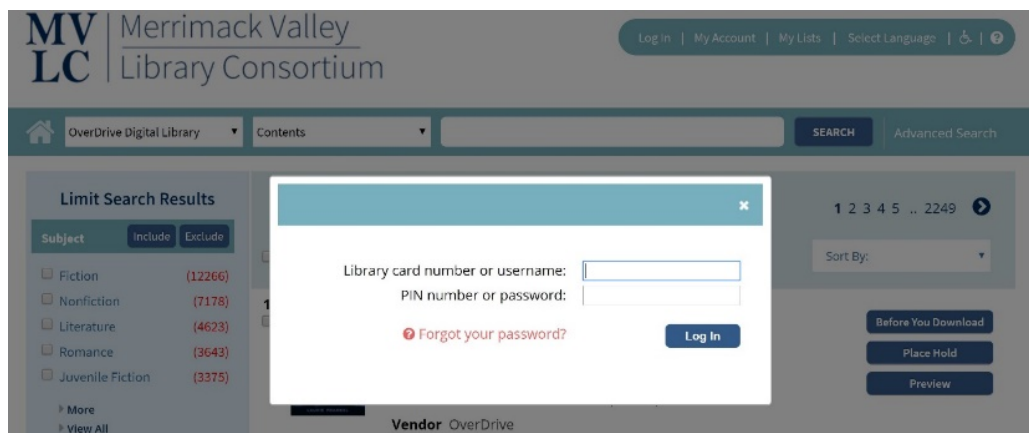 MV Merrimack Valley
LC Library Consortium
Log In | My Account | My Lists | Select Language
OverDrive Digital Library Contents SEARCH Advanced Search
Limit Search Results
1 2 3 4 5 .. 2249
Subject Include Exclude
Sort By:
Fiction (12266)
Nonfiction (7178)
Literature (4623)
Romance (3643)
Juvenile Fiction (3375)
More
View All
Library card number or username:
PIN number or password:
? Forgot your password?
Log In
1
Before You Download
Place Hold
Preview
Vendor OverDrive